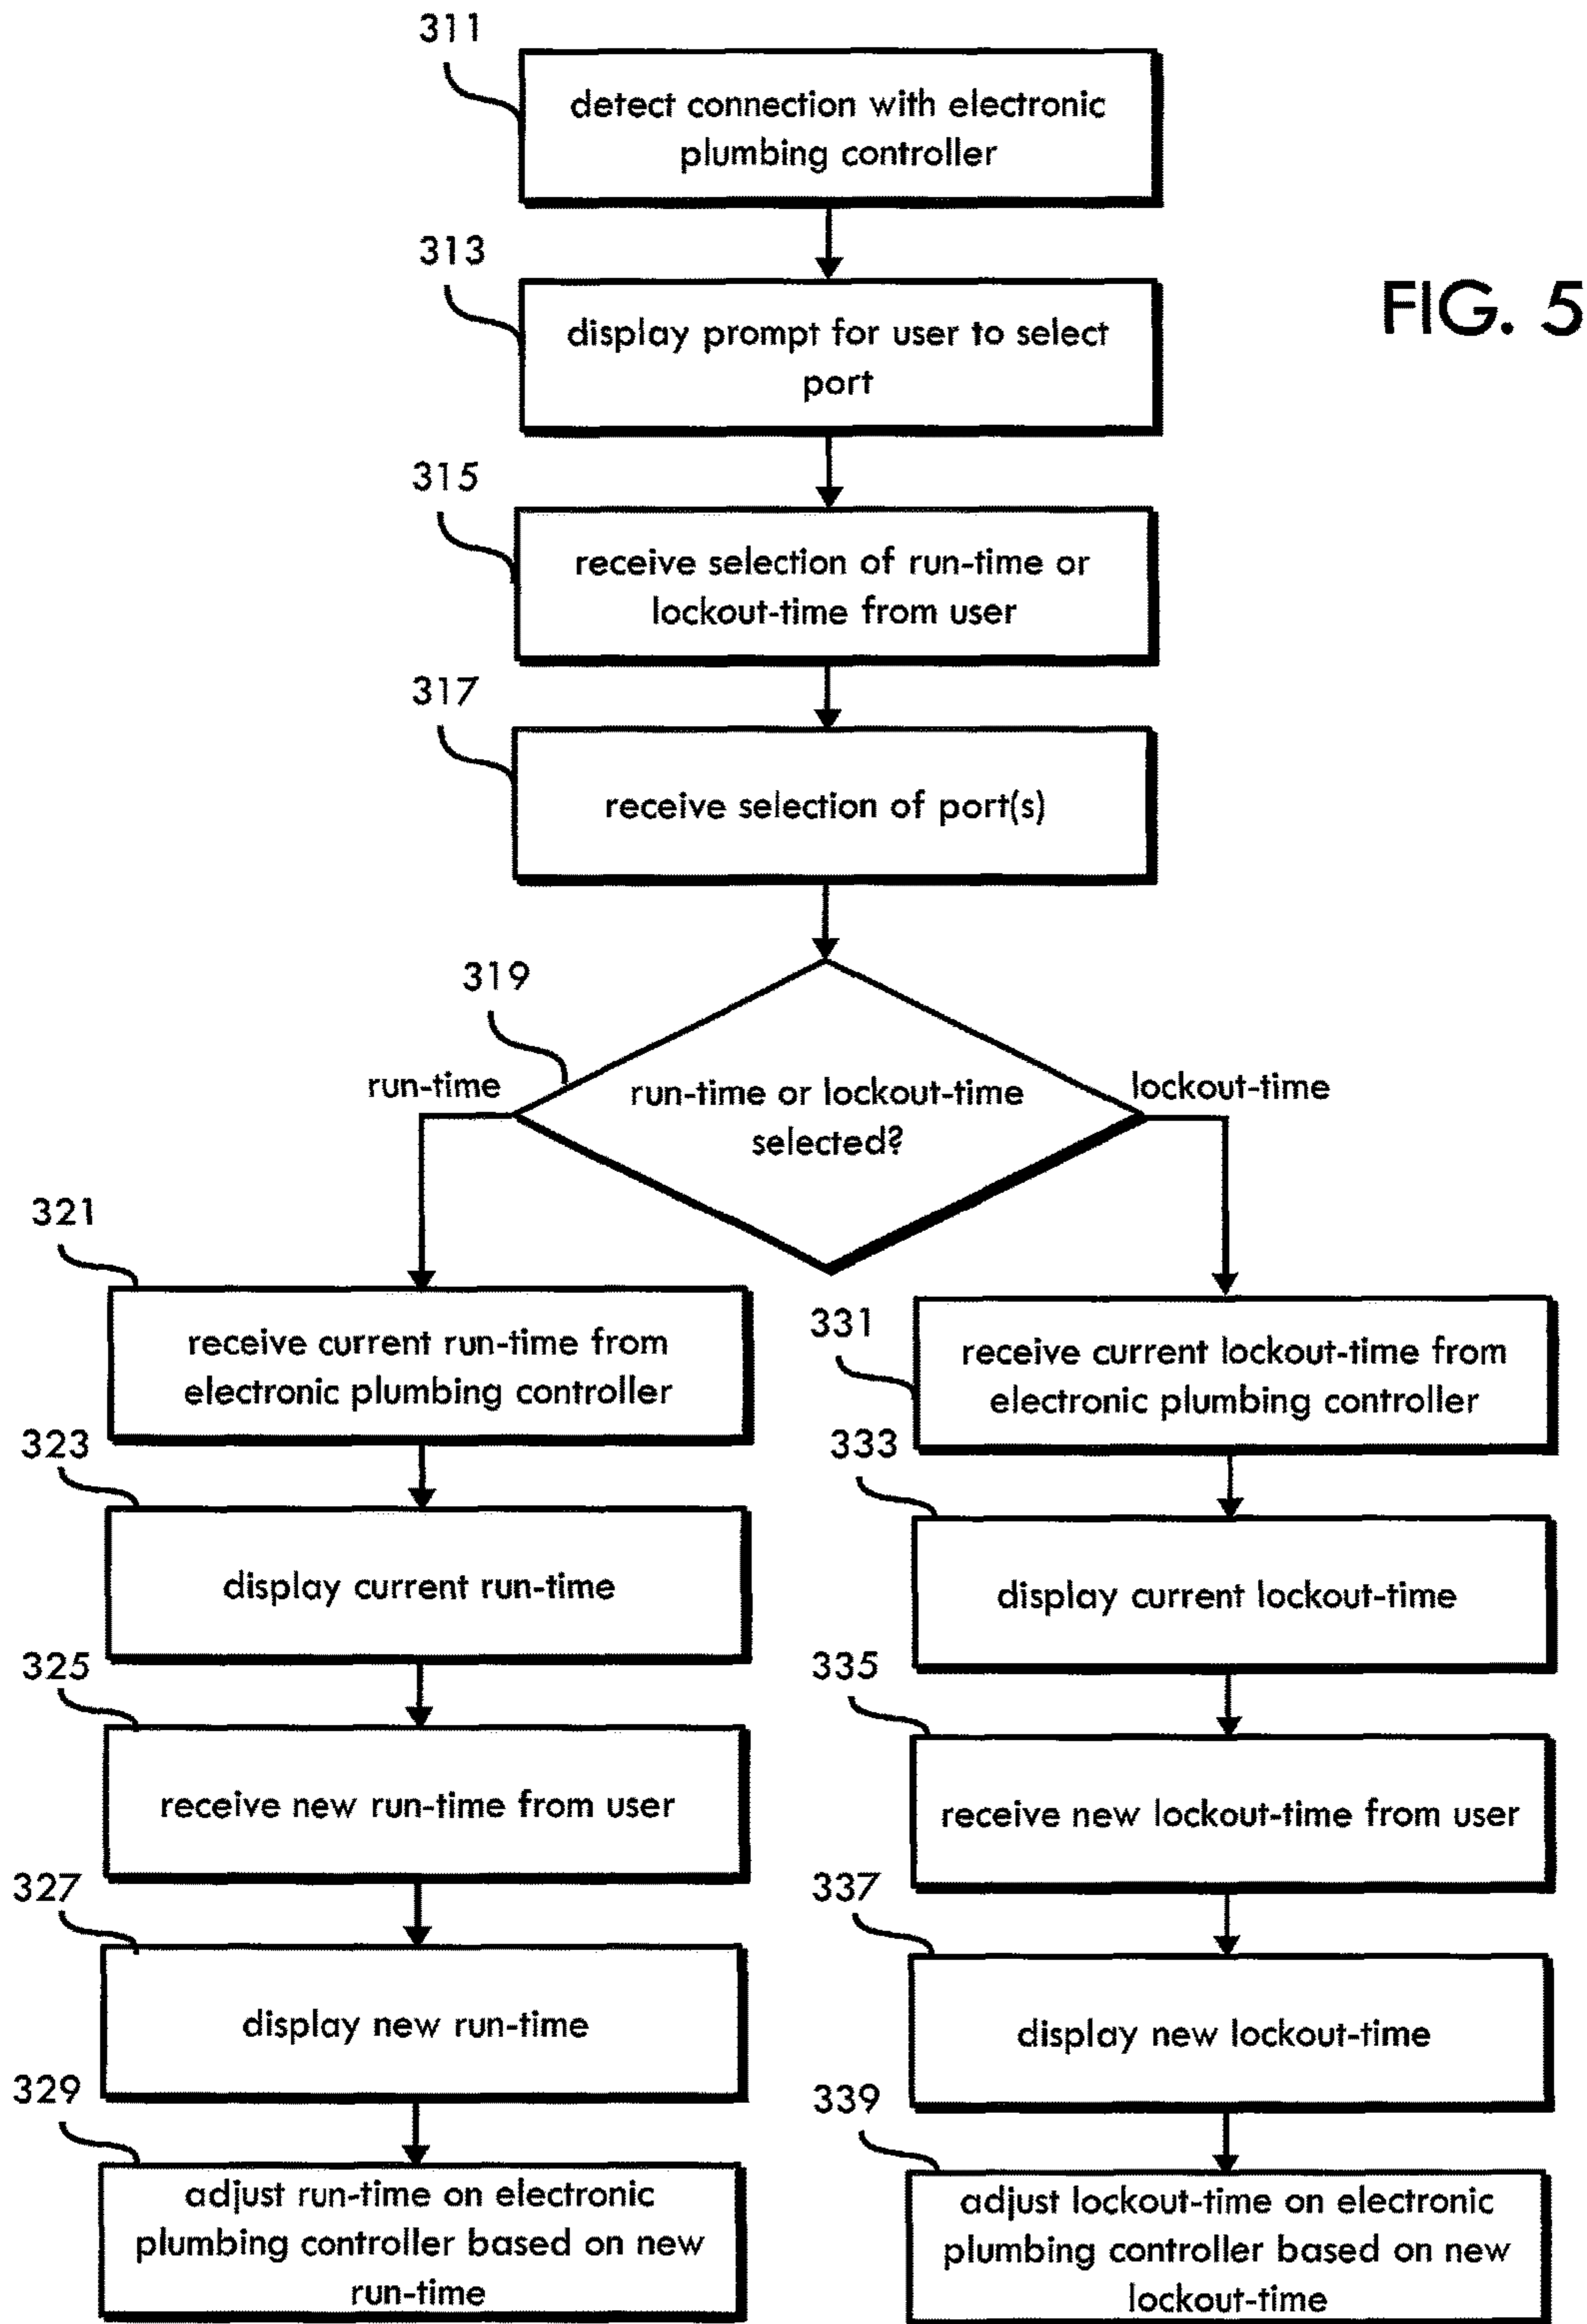 311
detect connection with electronic
plumbing controller
313
display prompt for user to select
port
FIG. 5
315
receive selection of run-time or
lockout-time from user
317
receive selection of port(s)
319
run-time or lockout-time
selected?
run-time
lockout-time
321
receive current run-time from
electronic plumbing controller
323
display current run-time
325
receive new run-time from user
327
display new run-time
329
adjust run-time on electronic
plumbing controller based on new
run-time
331
receive current lockout-time from
electronic plumbing controller
333
display current lockout-time
335
receive new lockout-time from user
337
display new lockout-time
339
adjust lockout-time on electronic
plumbing controller based on new
lockout-time